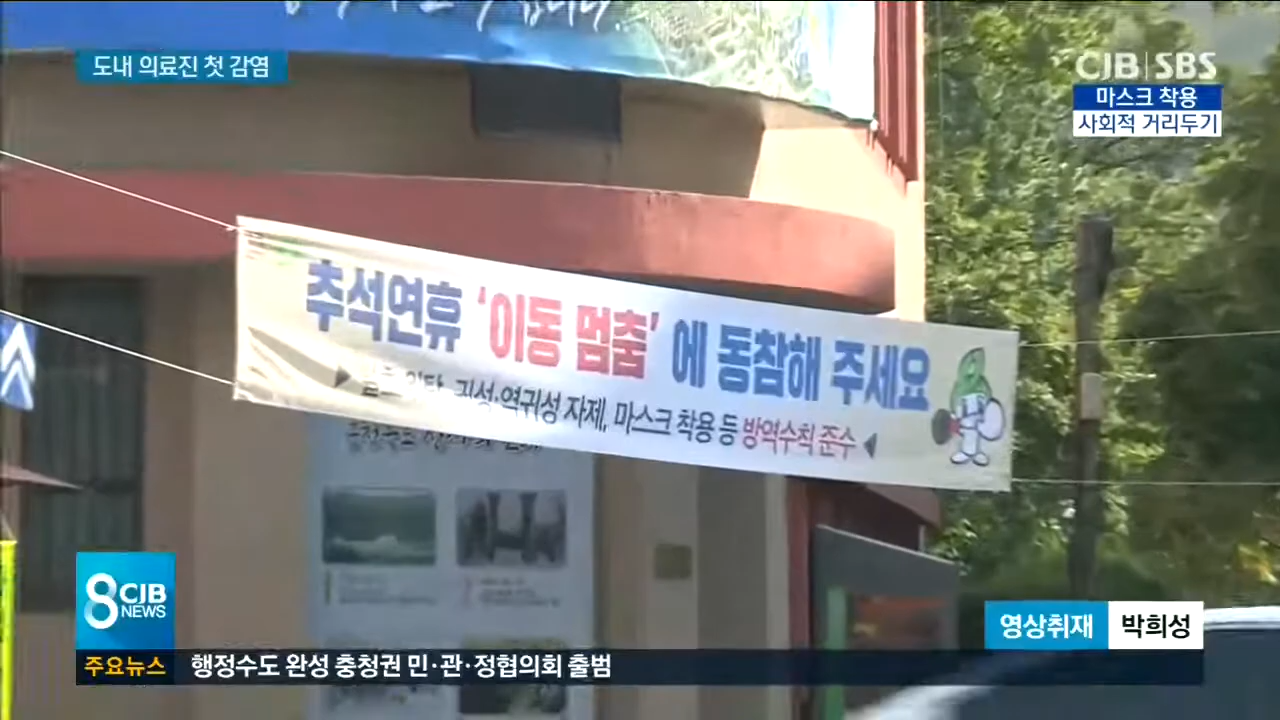 도내 의료진 첫 감염
CJB SBS
마스크 착용
사회적 거리두기
추석연휴 '이동 멈춤' 에 동참해 주세요
귀성·역귀성 자제, 마스크 착용 등 방역수칙 준수
8 CJB NEWS
영상취재 박희성
주요뉴스 행정수도 완성 충청권 민·관·정협의회 출범